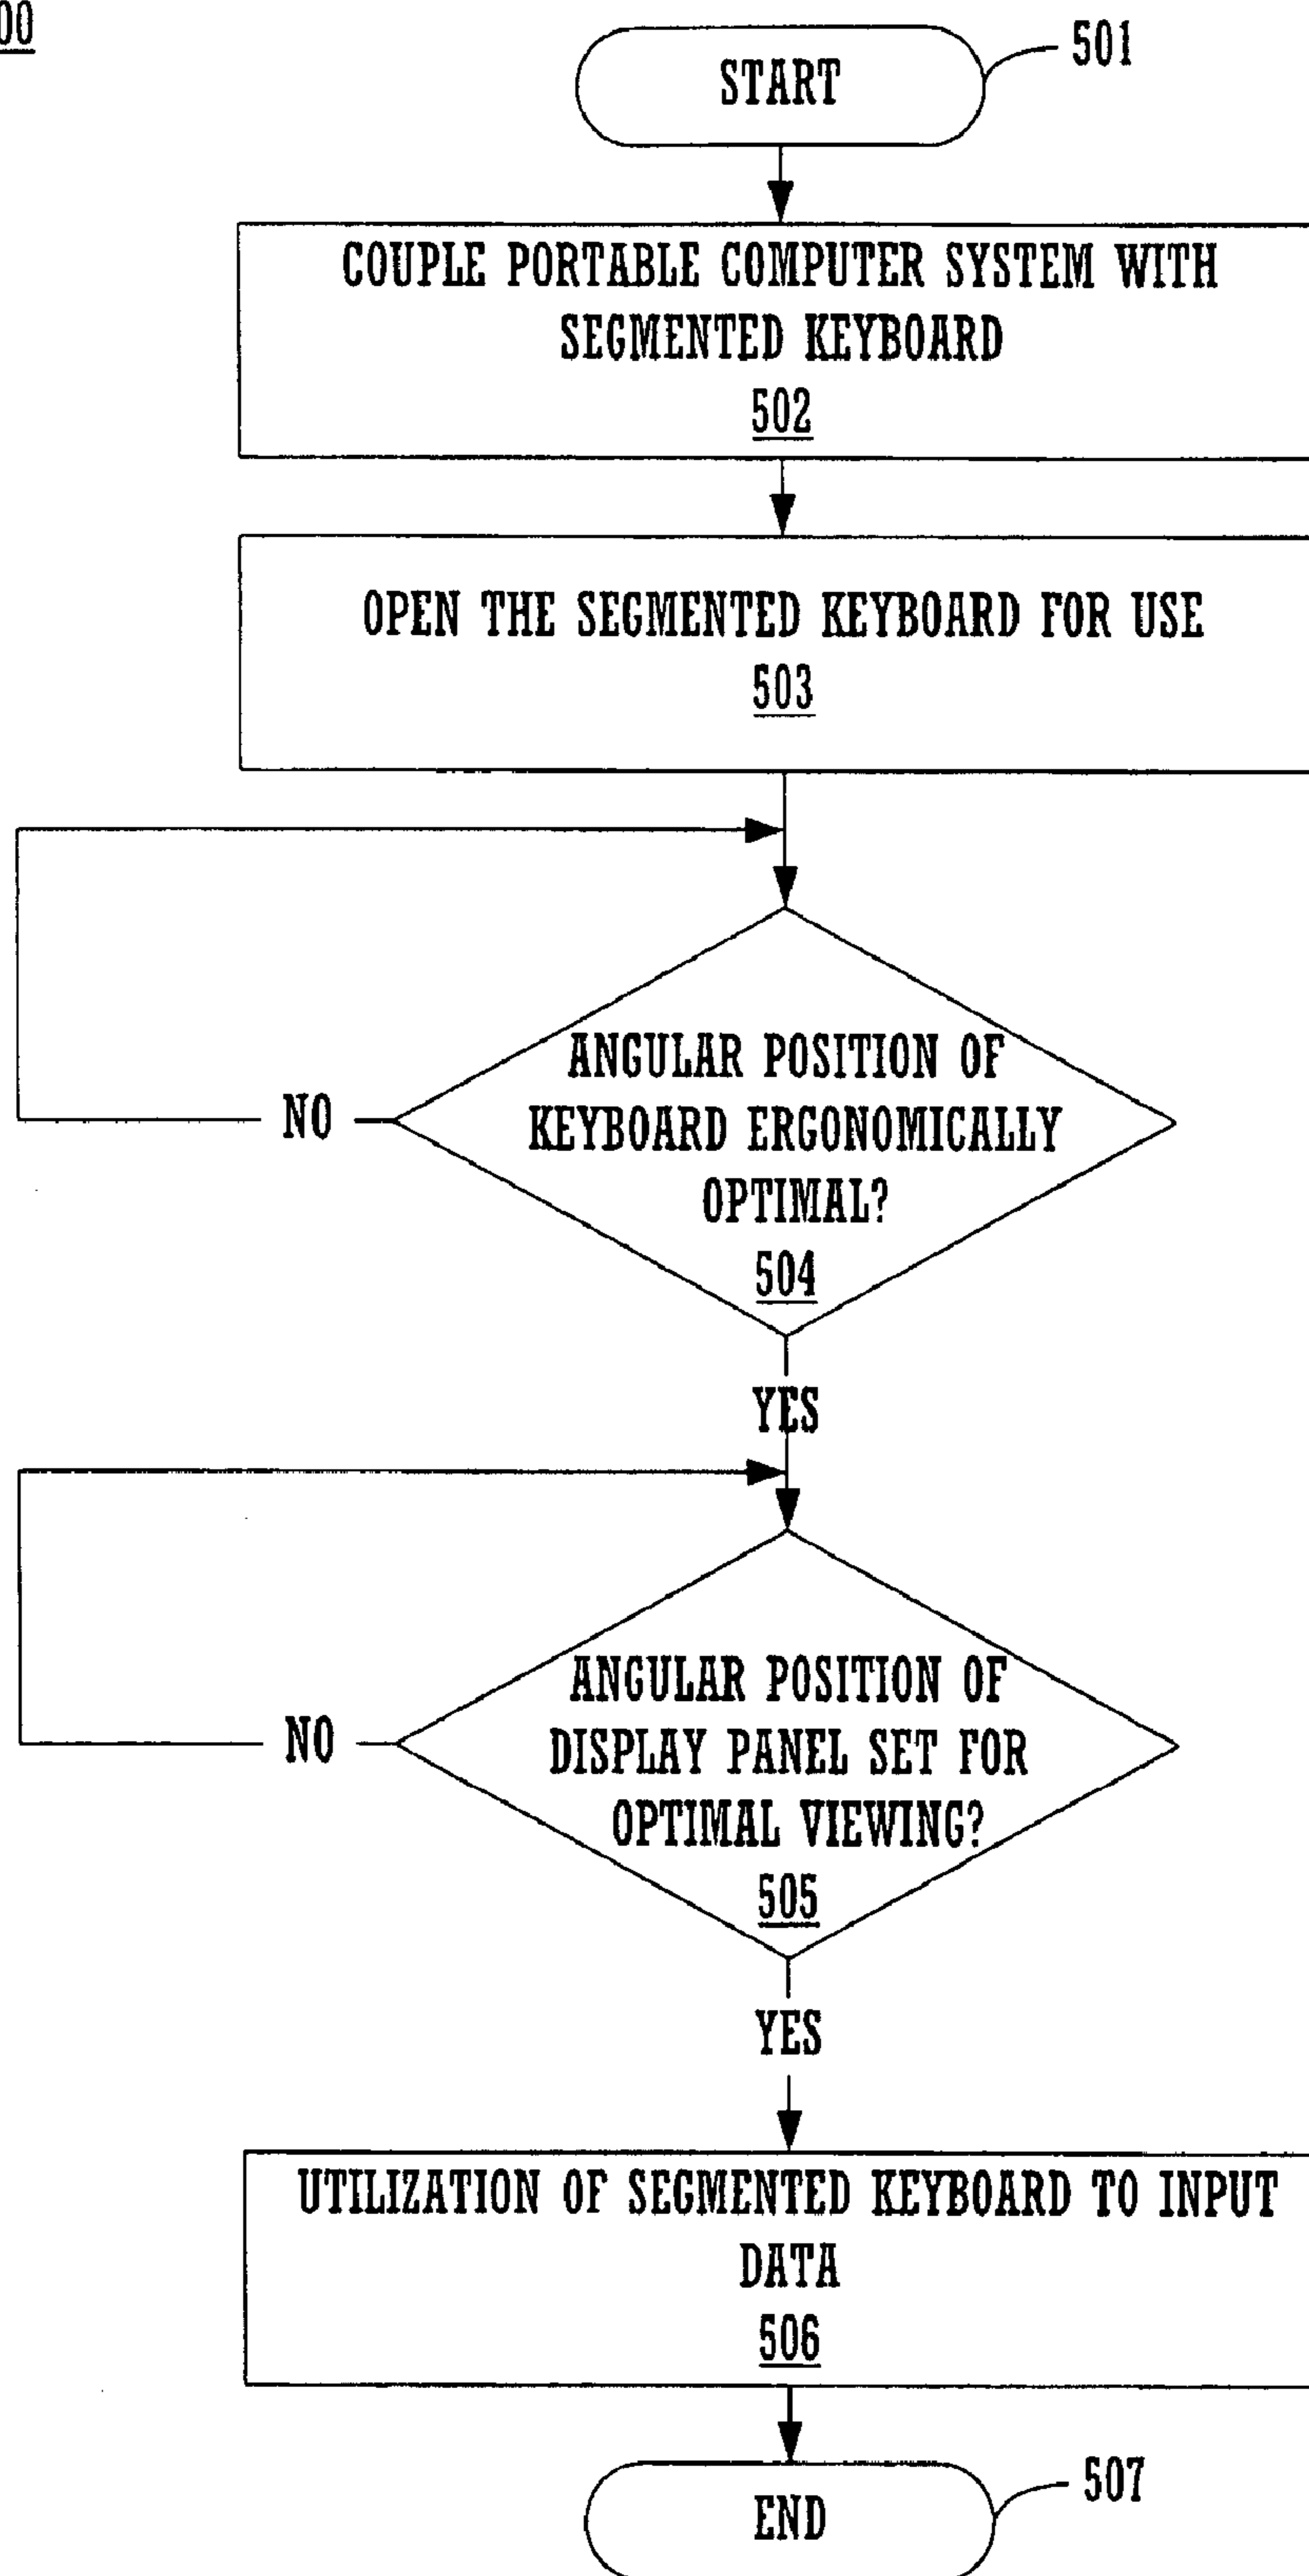 00
START
501
COUPLE PORTABLE COMPUTER SYSTEM WITH
SEGMENTED KEYBOARD
502
OPEN THE SEGMENTED KEYBOARD FOR USE
503
ANGULAR POSITION OF
KEYBOARD ERGONOMICALLY
OPTIMAL?
504
NO
YES
ANGULAR POSITION OF
DISPLAY PANEL SET FOR
OPTIMAL VIEWING?
505
NO
YES
UTILIZATION OF SEGMENTED KEYBOARD TO INPUT
DATA
506
END
507